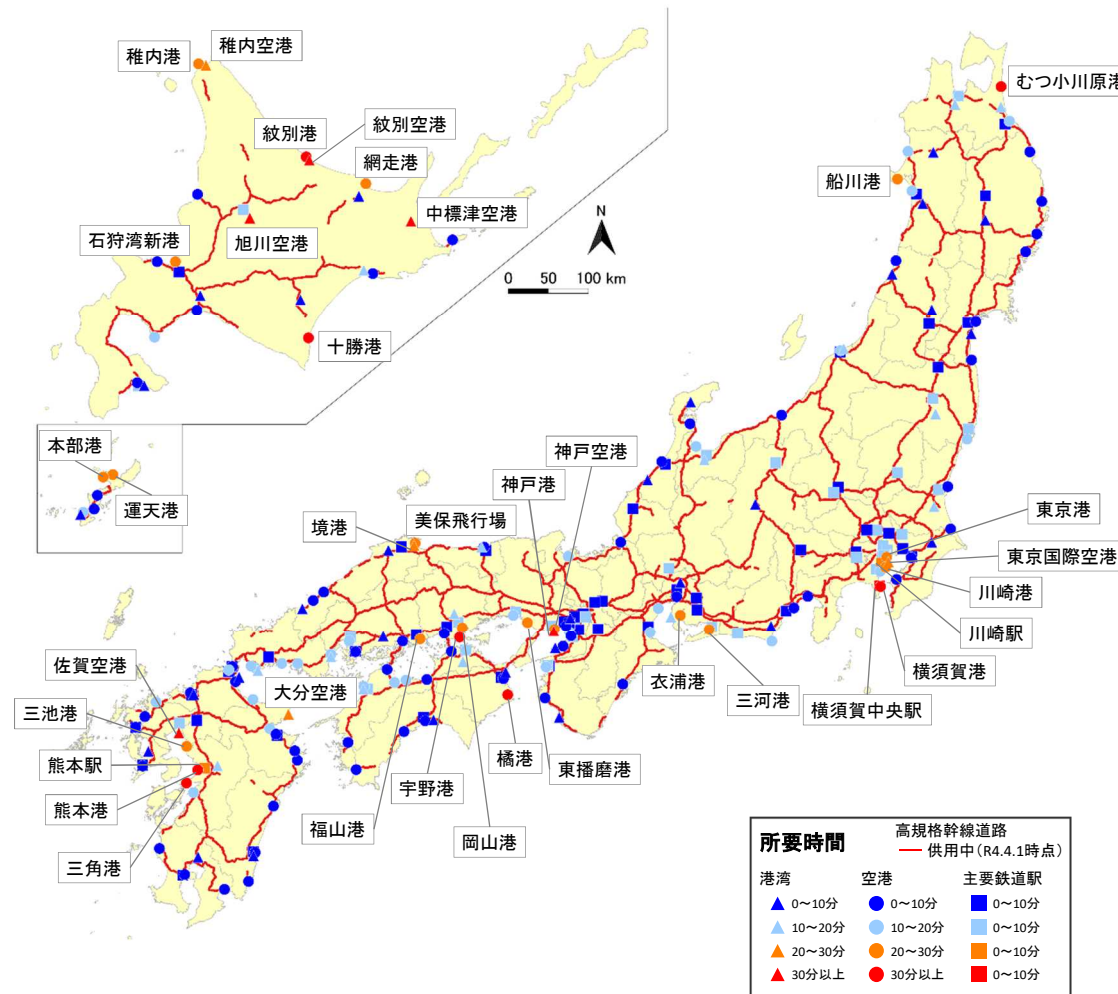 稚内港
稚内空港
紋別港
紋別空港
網走港
中標津空港
石狩湾新港
旭川空港
十勝港
N
0 50 100 km
むつ小川原港
船川港
本部港
運天港
神戸空港
神戸港
美保飛行場
境港
東京港
東京国際空港
川崎港
川崎駅
横須賀港
横須賀中央駅
三河港
衣浦港
佐賀空港
大分空港
三池港
熊本駅
熊本港
三角港
橘港
東播磨港
宇野港
福山港
岡山港
所要時間
高規格幹線道路
供用中(R4.4.1時点)
港湾 空港 主要鉄道駅
0~10分 0~10分 0~10分
10~20分 10~20分 0~10分
20~30分 20~30分 0~10分
30分以上 30分以上 0~10分